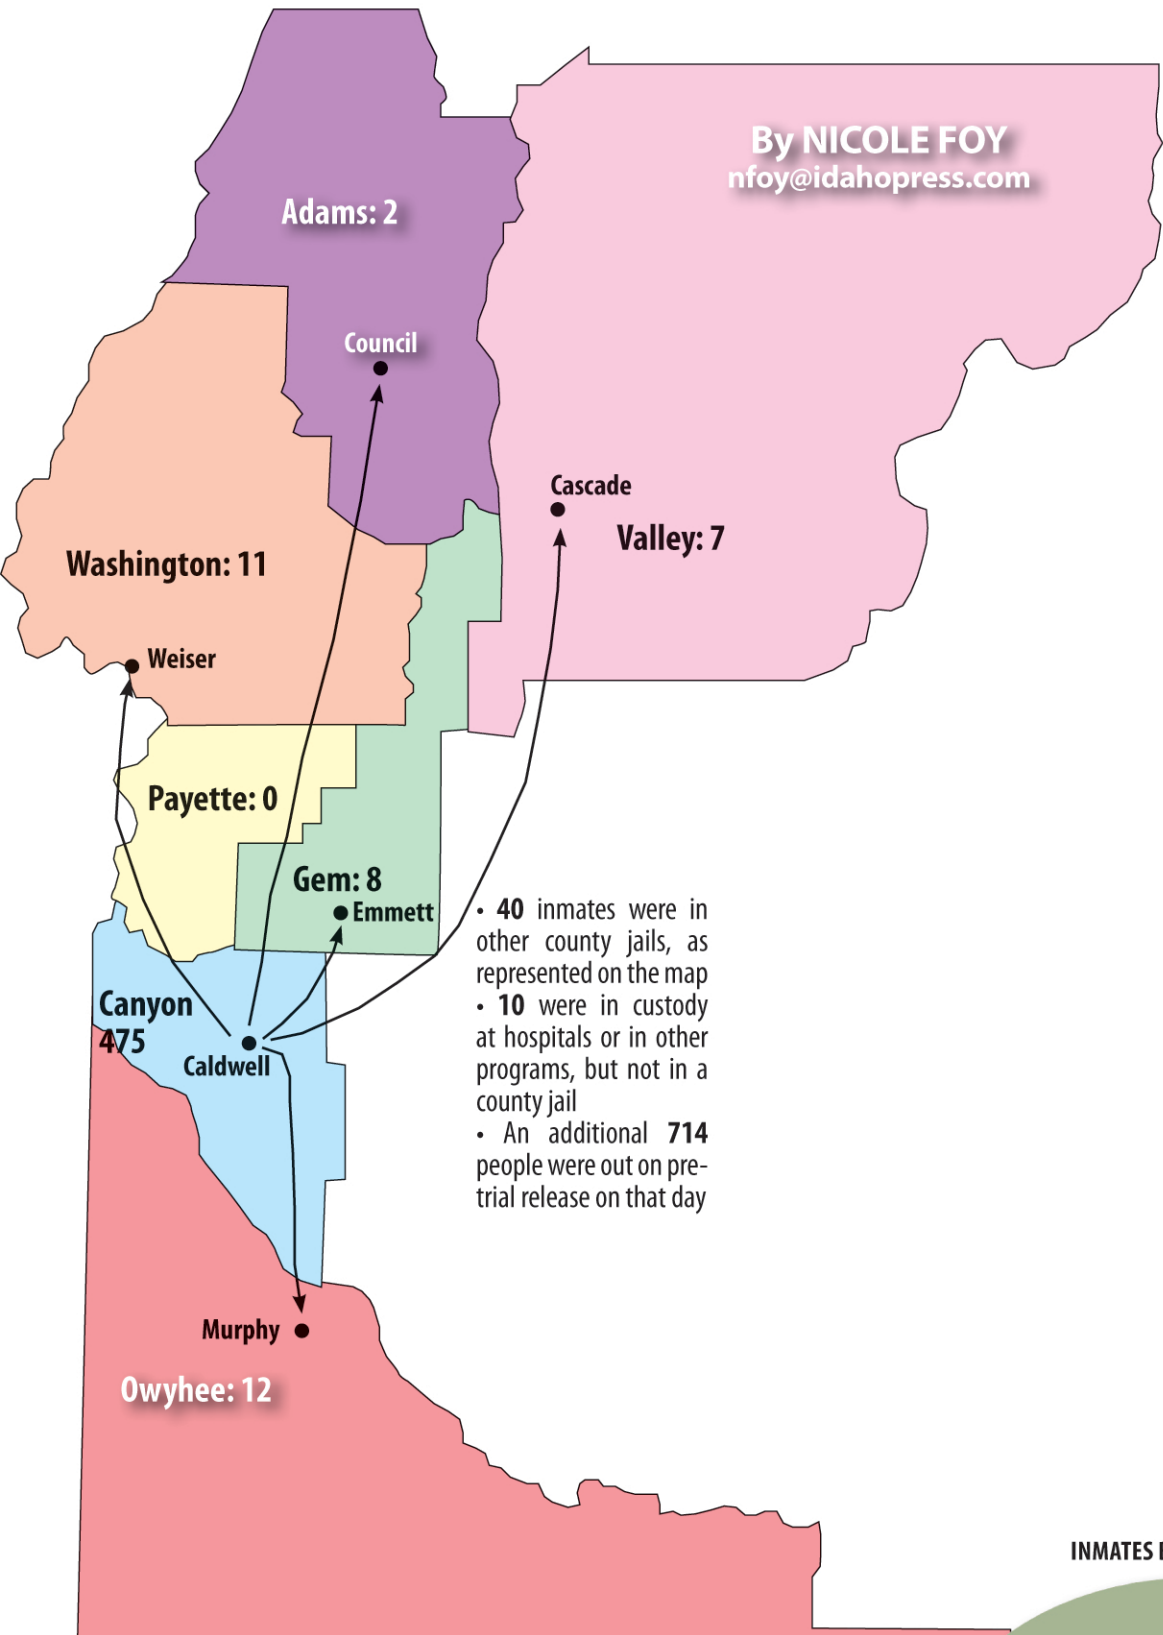 By NICOLE FOY
nfoy@idahopress.com
Adams: 2
Council
Cascade
Valley: 7
Washington: 11
Weiser
Payette: 0
Gem: 8
Emmett
• 40 inmates were in
other county jails, as
represented on the map
• 10 were in custody
at hospitals or in other
programs, but not in a
county jail
• An additional 714
people were out on pre-
trial release on that day
Canyon
475
Caldwell
Murphy
Owyhee: 12
INMATES